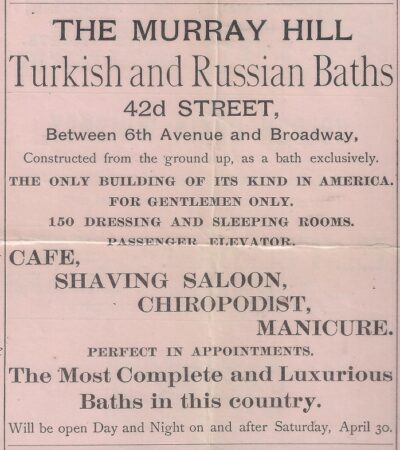 THE MURRAY HILL
Turkish and Russian Baths
42d STREET,
Between 6th Avenue and Broadway,
Constructed from the ground up, as a bath exclusively.
THE ONLY BUILDING OF ITS KIND IN AMERICA.
FOR GENTLEMEN ONLY.
150 DRESSING AND SLEEPING ROOMS.
PASSENGER ELEVATOR.
CAFE,
SHAVING SALOON,
CHIROPODIST,
MANICURE.
PERFECT IN APPOINTMENTS.
The Most Complete and Luxurious
Baths in this country.
Will be open Day and Night on and after Saturday, April 30.